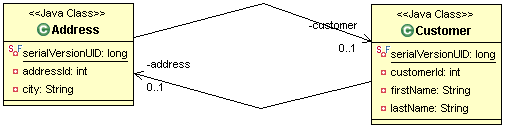 <<Java Class>>
Address
serialVersionUID: long
addressId: int
city: String
-customer
0..1
-address
0..1
<<Java Class>>
Customer
serialVersionUID: long
customerId: int
firstName: String
lastName: String